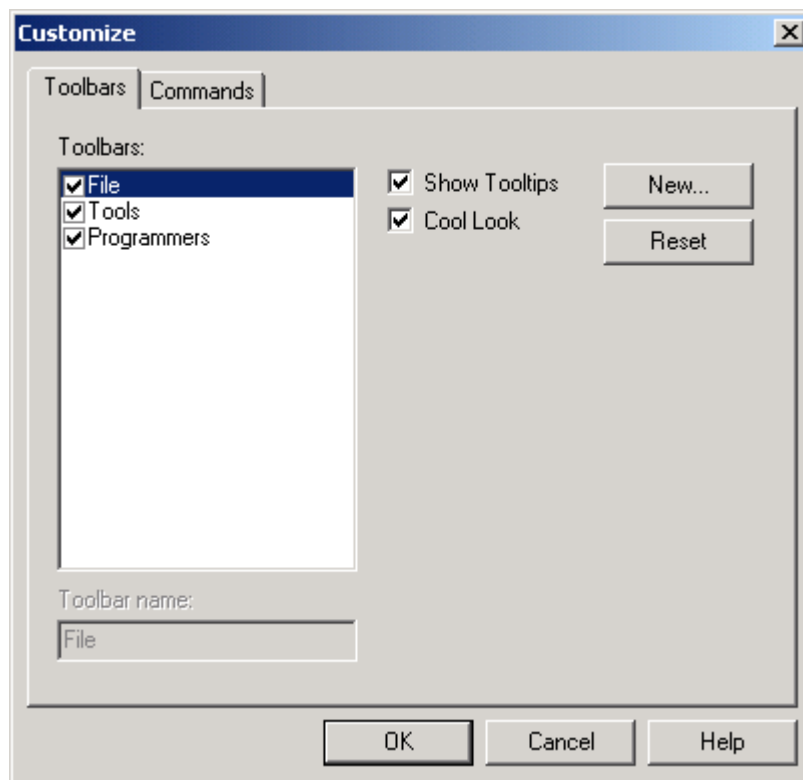 Customize
Toolbars Commands
Toolbars:
File
Tools
Programmers
Show Tooltips
Cool Look
New...
Reset
Toolbar name:
File
OK Cancel Help